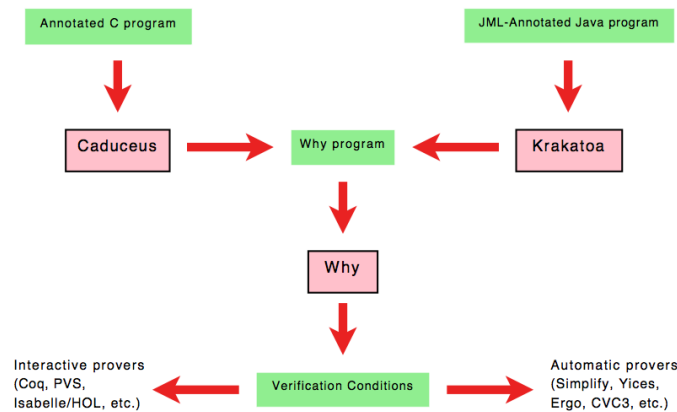 Annotated C program
JML-Annotated Java program
Caduceus
Why program
Krakatoa
Why
Interactive provers
(Coq, PVS,
Isabelle/HOL, etc.)
Verification Conditions
Automatic provers
(Simplify, Yices,
Ergo, CVC3, etc.)